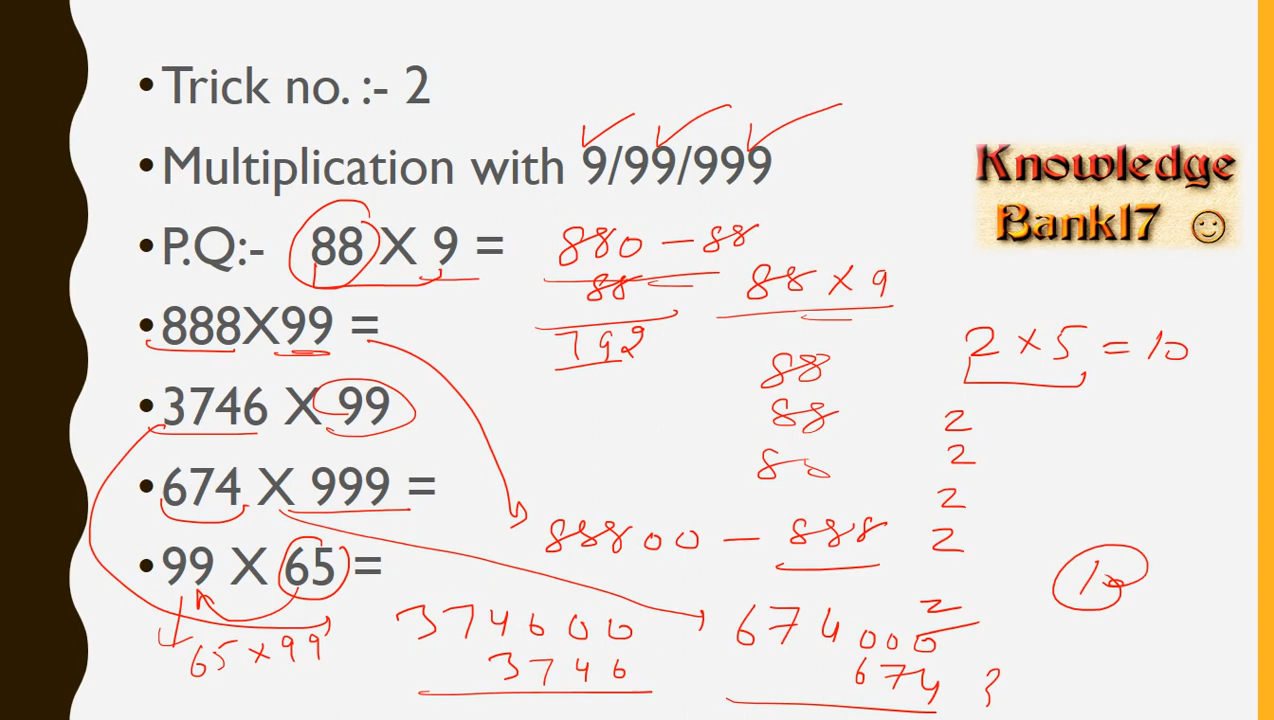 • Trick no. :- 2
• Multiplication with 9/99/999
Knowledge
Bank17 ☺
• P.Q:- 88 X 9 = 880 - 88
88
88 X 9
792
• 888X99 =
2 X 5 = 10
88
• 3746 X 99
88
2
2
• 674 X 999 =
2
88800 - 888
2
• 99 X 65 =
10
2
374600
674000
65 X 99
3746
674